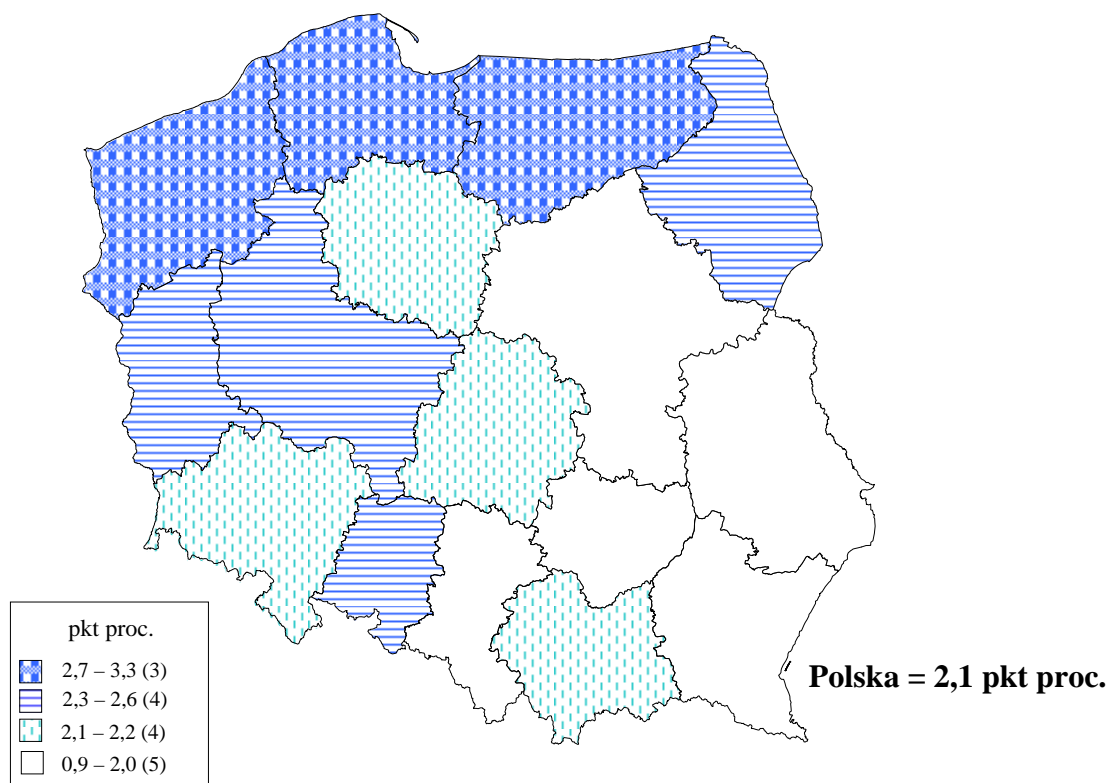 pkt proc.
2,7 – 3,3 (3)
2,3 – 2,6 (4)
2,1 – 2,2 (4)
0,9 – 2,0 (5)
Polska = 2,1 pkt proc.